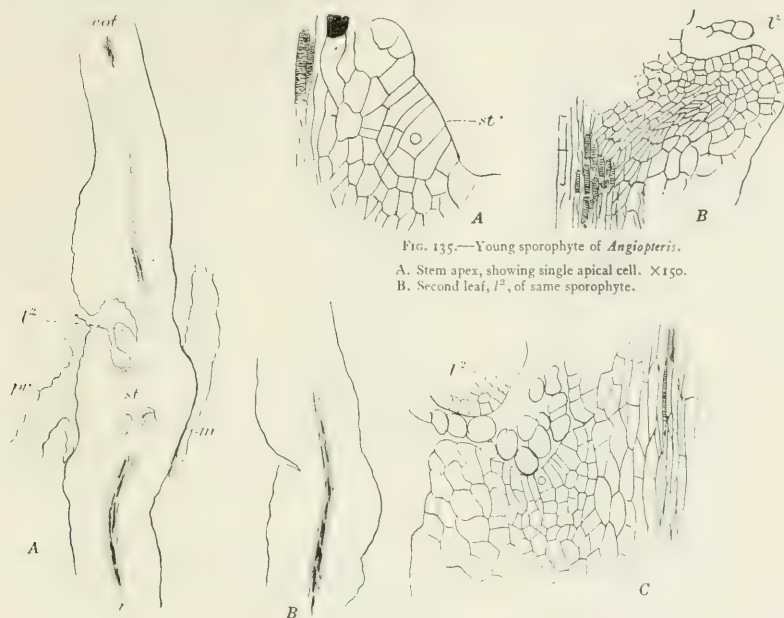 cot
st
l²
A
B
FIG. 135.—Young sporophyte of Angiopteris.
A. Stem apex, showing single apical cell. ×150.
B. Second leaf, l², of same sporophyte.
l²
pr
st
m
l²
A
r
B
C